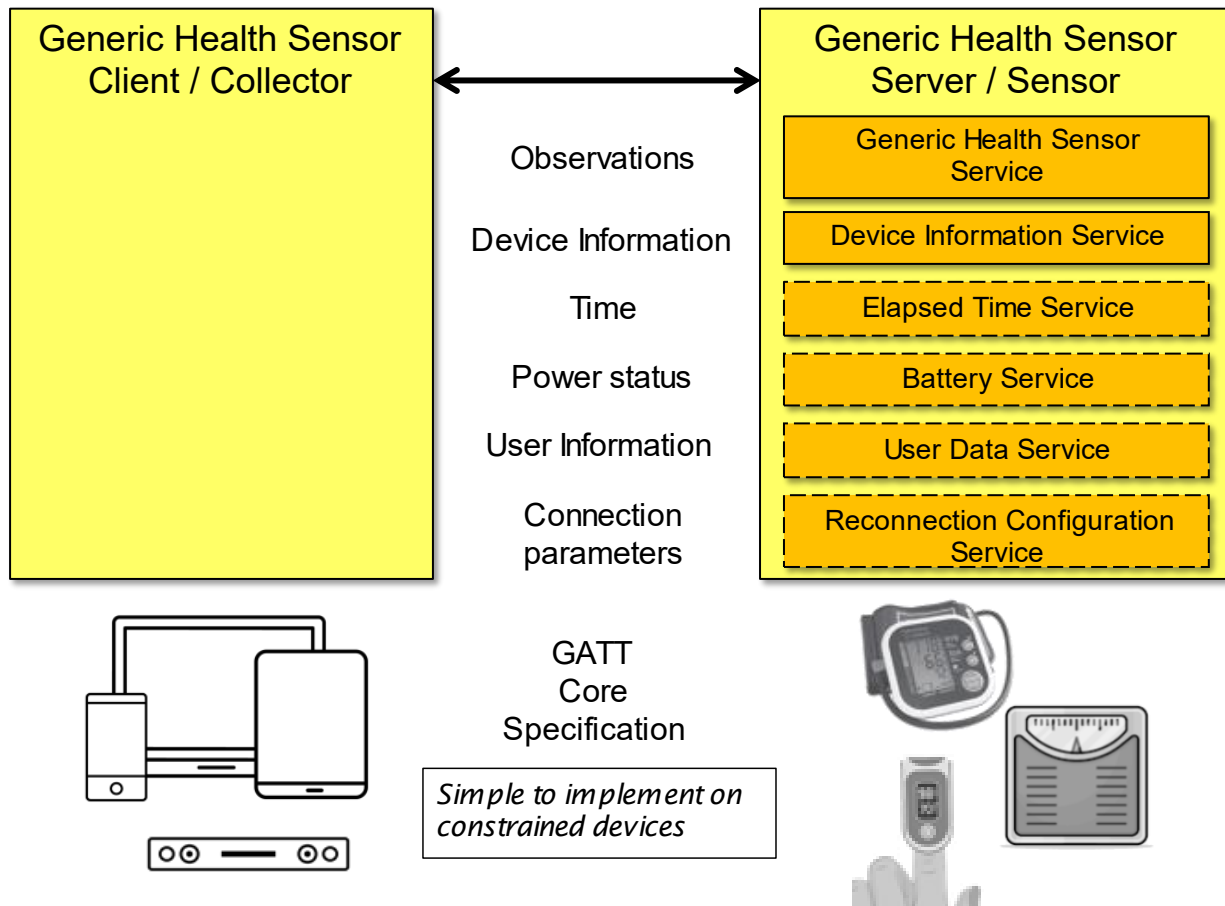 Generic Health Sensor
Client / Collector
Generic Health Sensor
Server / Sensor
Observations
Generic Health Sensor
Service
Device Information
Device Information Service
Time
Elapsed Time Service
Power status
Battery Service
User Information
User Data Service
Connection
parameters
Reconnection Configuration
Service
GATT
Core
Specification
Simple to implement on
constrained devices